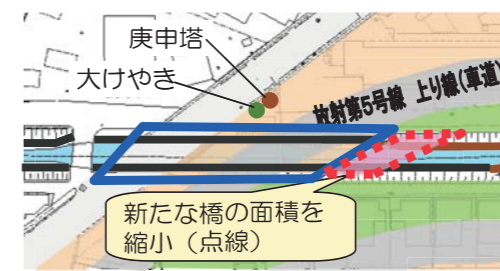 庚申塔
大けやき
放射第5号線 上り線(車道)
新たな橋の面積を
縮小（点線）